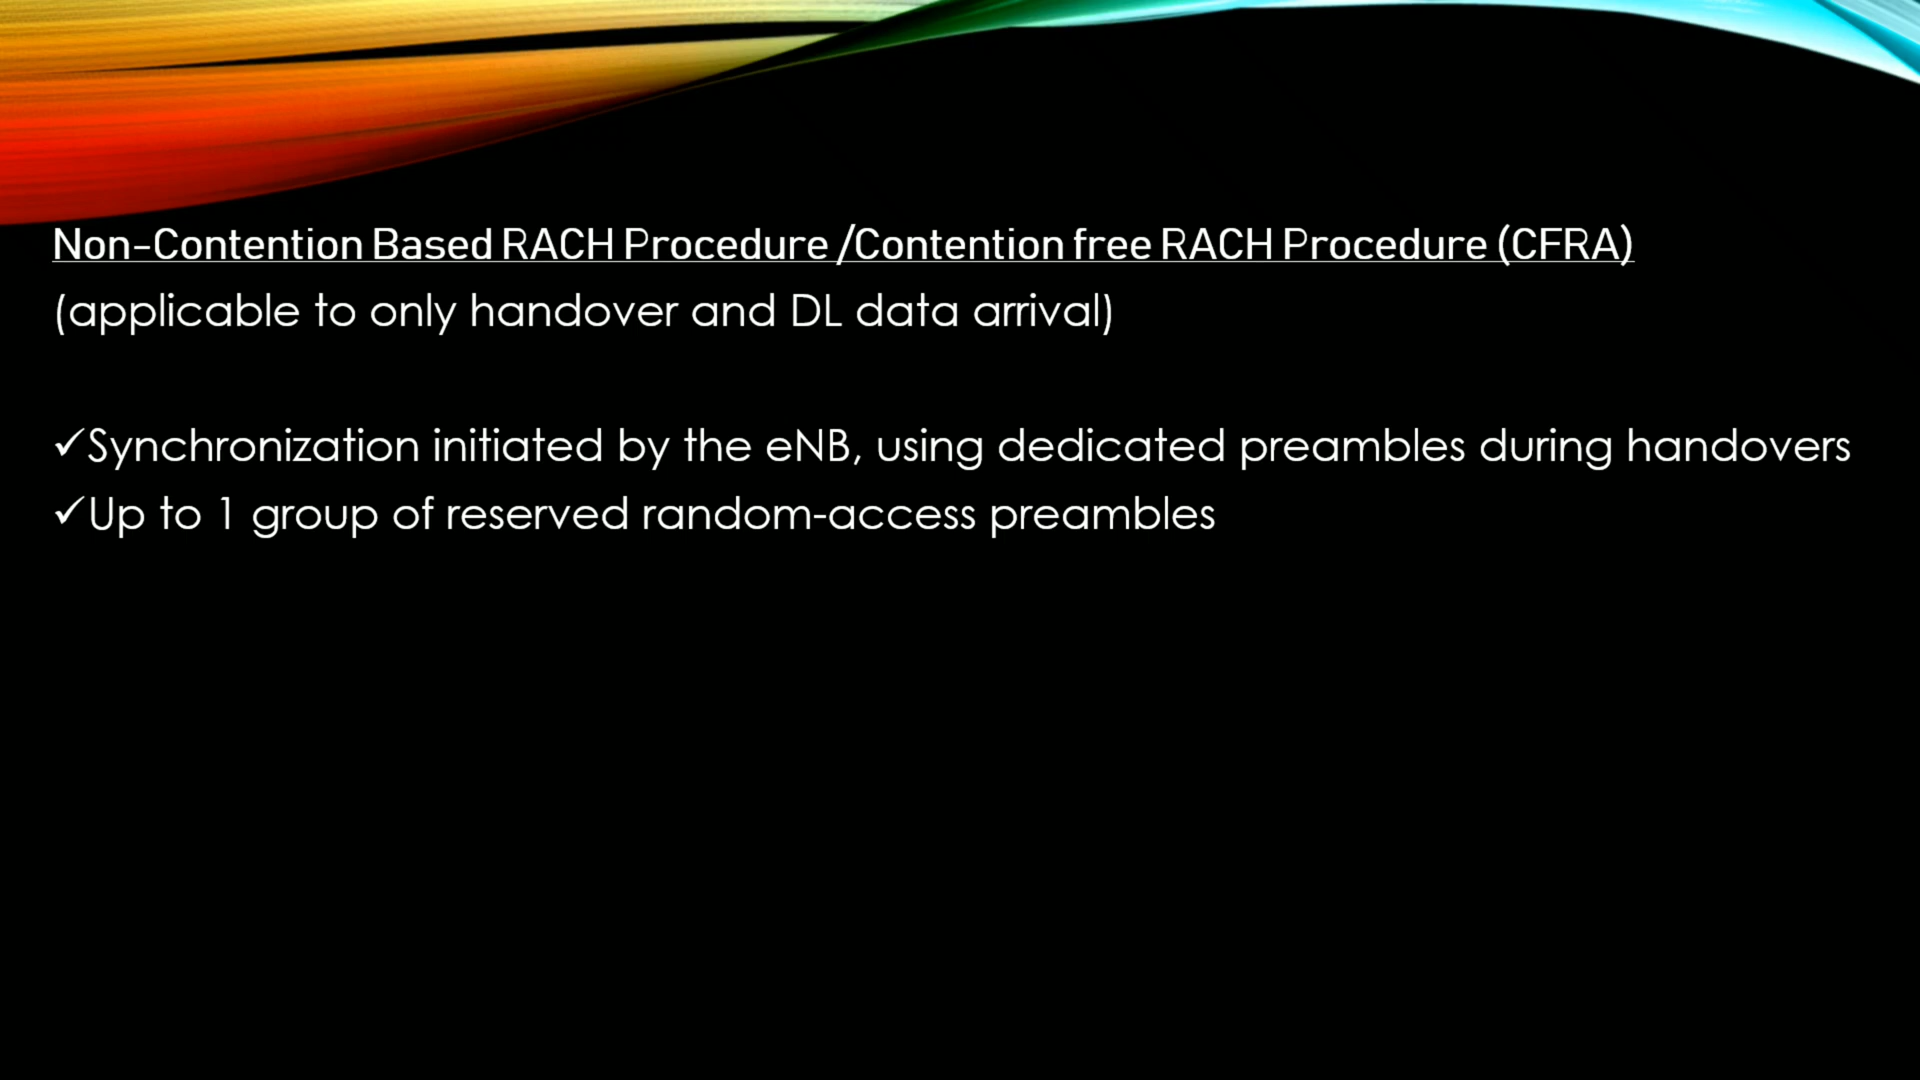 Non-Contention Based RACH Procedure /Contention free RACH Procedure (CFRA)
(applicable to only handover and DL data arrival)
✓Synchronization initiated by the eNB, using dedicated preambles during handovers
✓Up to 1 group of reserved random-access preambles